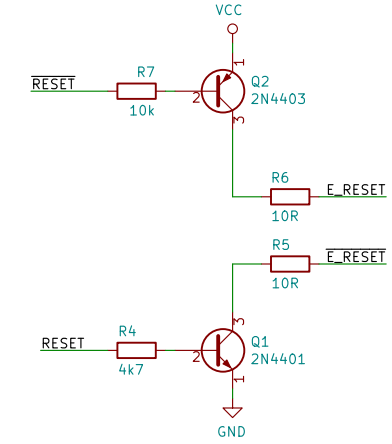 VCC
1
R7
RESET
Q2
2
2N4403
10k
3
R6
E_RESET
10R
R5
E_RESET
10R
3
R4
RESET
Q1
2
2N4401
4k7
1
GND